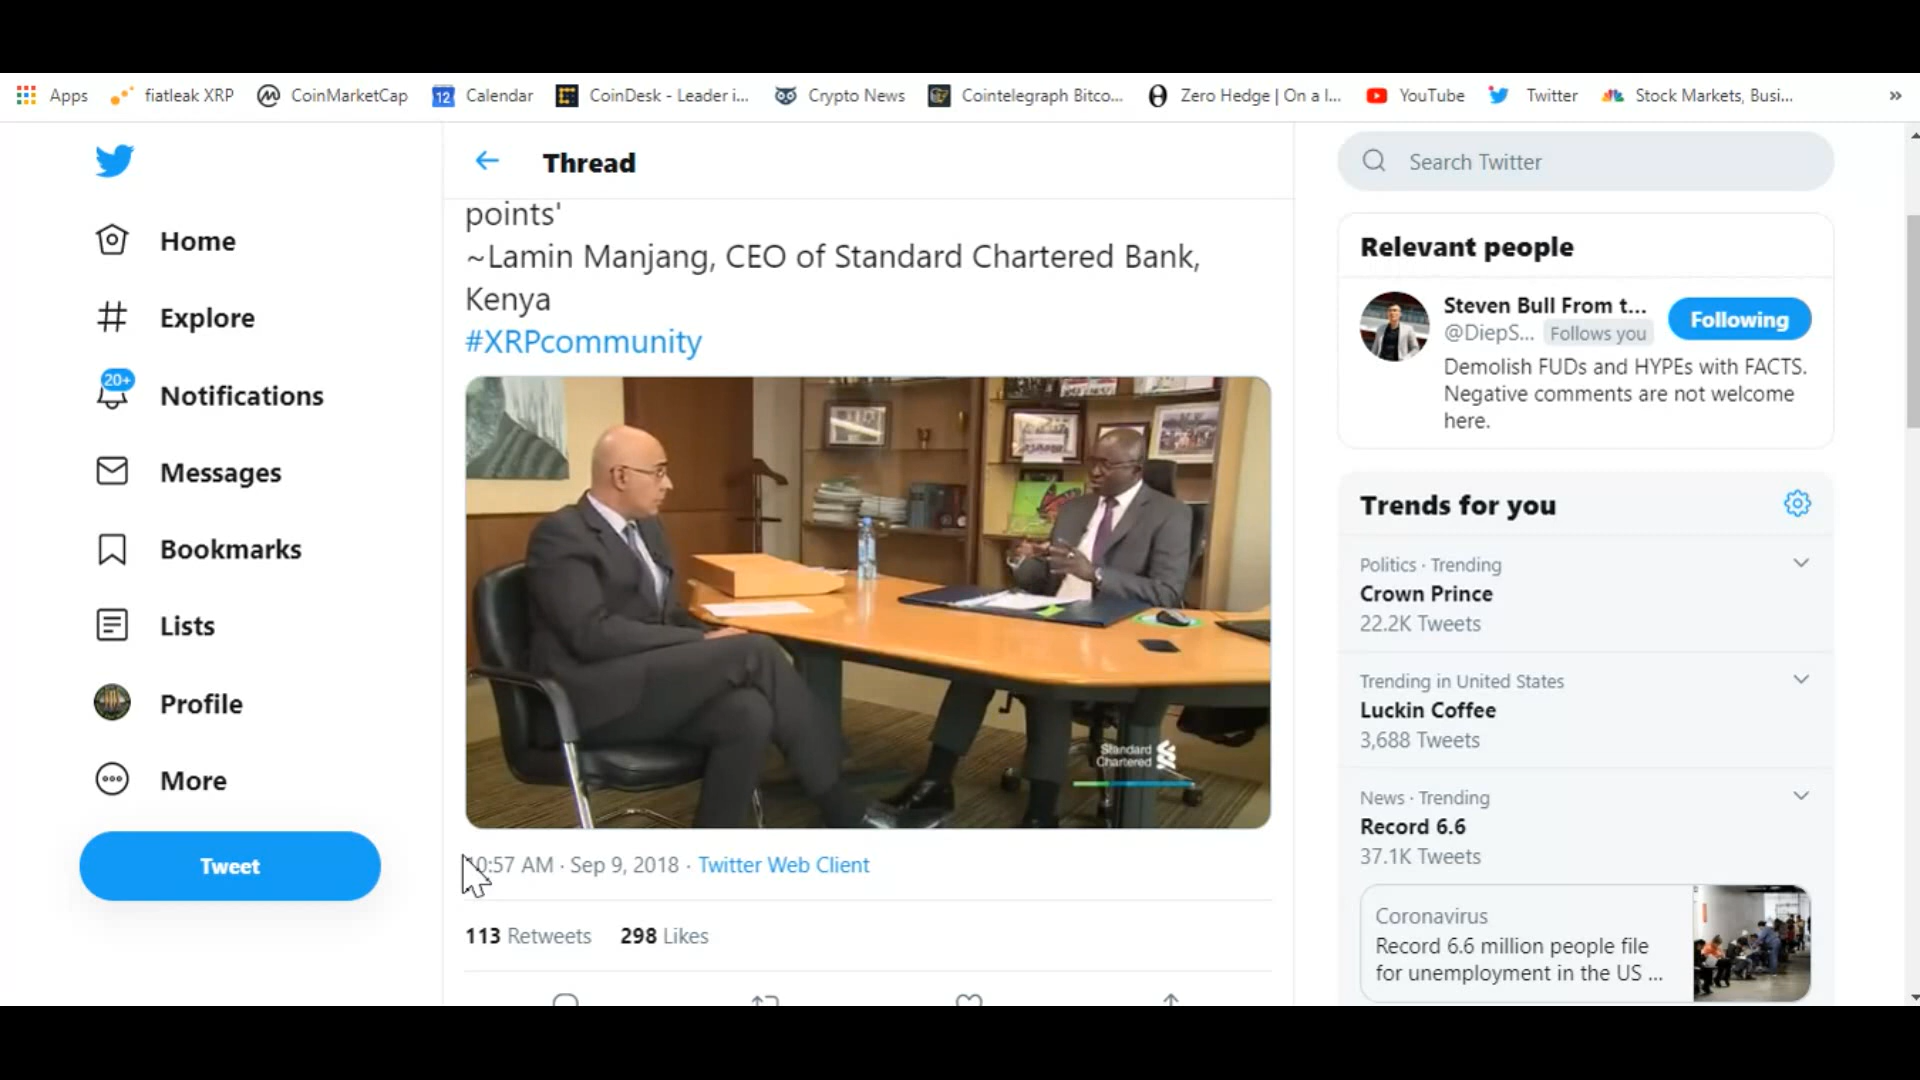 Apps fiatleak XRP CoinMarketCap 12 Calendar CoinDesk - Leader i... Crypto News Cointelegraph Bitco... Zero Hedge | On a l... YouTube Twitter Stock Markets, Busi... »
Home
Explore
20+
Notifications
Messages
Bookmarks
Lists
Profile
More
Tweet
Thread
points'
~Lamin Manjang, CEO of Standard Chartered Bank,
Kenya
#XRPcommunity
Standard
Chartered
10:57 AM · Sep 9, 2018 · Twitter Web Client
113 Retweets 298 Likes
Search Twitter
Relevant people
Steven Bull From t...
@DiepS... Follows you
Following
Demolish FUDs and HYPEs with FACTS.
Negative comments are not welcome
here.
Trends for you
Politics · Trending
Crown Prince
22.2K Tweets
Trending in United States
Luckin Coffee
3,688 Tweets
News · Trending
Record 6.6
37.1K Tweets
Coronavirus
Record 6.6 million people file
for unemployment in the US ...